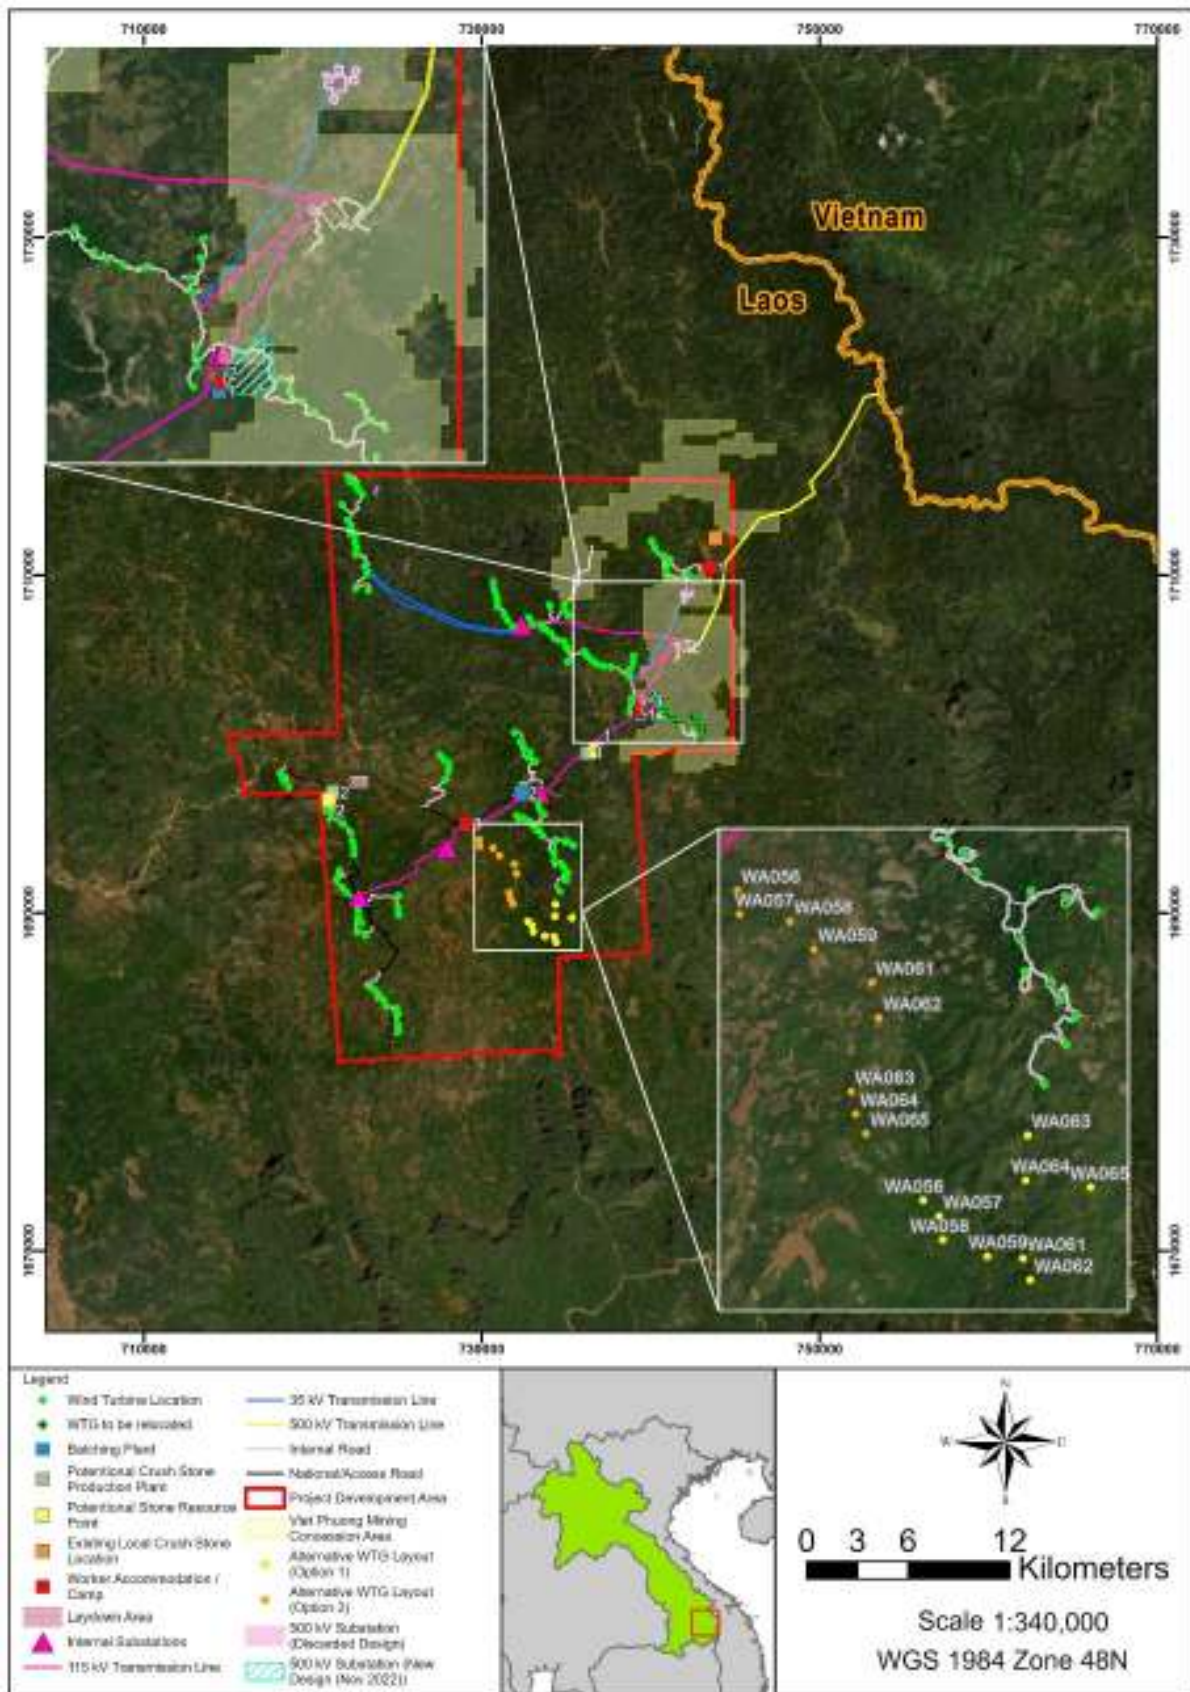 710000
730000
750000
770000
1730000
1730000
Vietnam
Laos
1710000
1710000
1690000
1690000
WA056
WA057
WA058
WA059
WA061
WA062
WA063
WA064
WA065
WA063
WA064
WA065
WA056
WA057
WA058
WA059
WA061
WA062
1670000
1670000
710000
730000
750000
770000
Legend
Wind Turbine Location
WTG to be relocated
Batching Plant
Potentional Crush Stone
Production Plant
Potentional Stone Resource
Point
Existing Local Crush Stone
Location
Worker Accommodation /
Camp
Laydown Area
Internal Substations
115 kV Transmission Line
35 kV Transmission Line
500 kV Transmission Line
Internal Road
National/Access Road
Project Development Area
Viet Phuong Mining
Concession Area
Alternative WTG Layout
(Option 1)
Alternative WTG Layout
(Option 2)
500 kV Substation
(Discarded Design)
500 kV Substation (New
Design (Nov 2022))
N
W
S
0 3 6 12
Kilometers
Scale 1:340,000
WGS 1984 Zone 48N